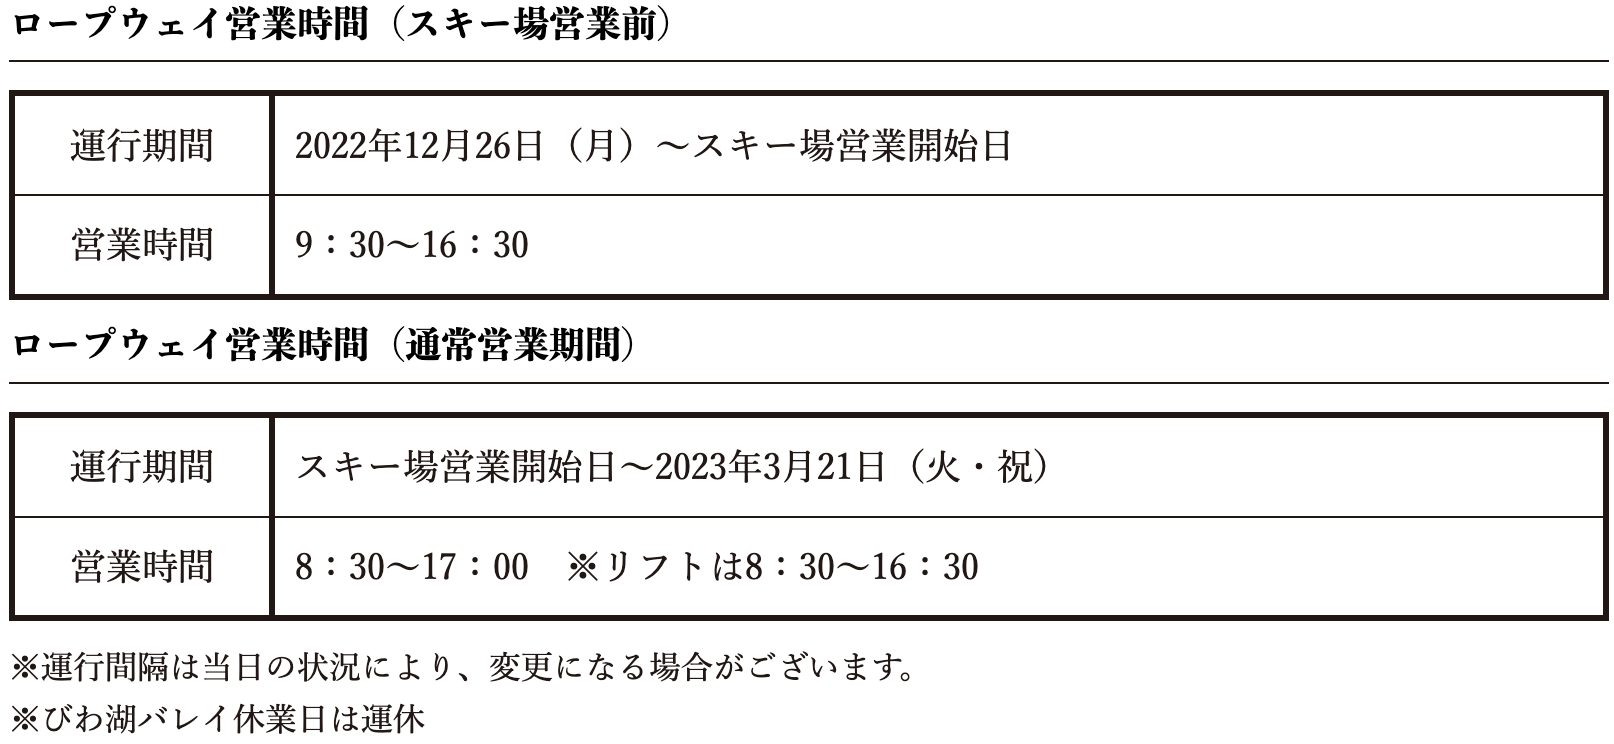 ロープウェイ営業時間（スキー場営業前）
運行期間 2022年12月26日（月）～スキー場営業開始日
営業時間 9：30～16：30
ロープウェイ営業時間（通常営業期間）
運行期間 スキー場営業開始日～2023年3月21日（火・祝）
営業時間 8：30～17：00　※リフトは8：30～16：30
※運行間隔は当日の状況により、変更になる場合がございます。
※びわ湖バレイ休業日は運休